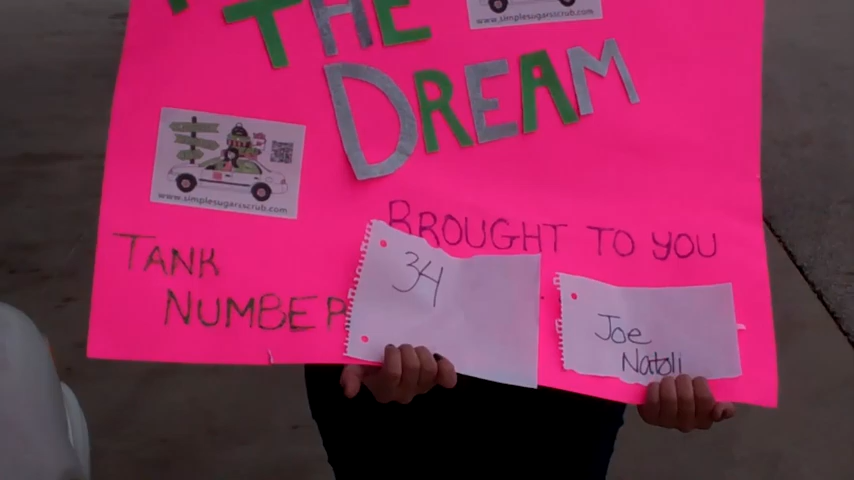 THE
DREAM
www.simplesugarsscrub.com
www.simplesugarsscrub.com
BROUGHT TO YOU
TANK
NUMBER
34
Joe
Natoli